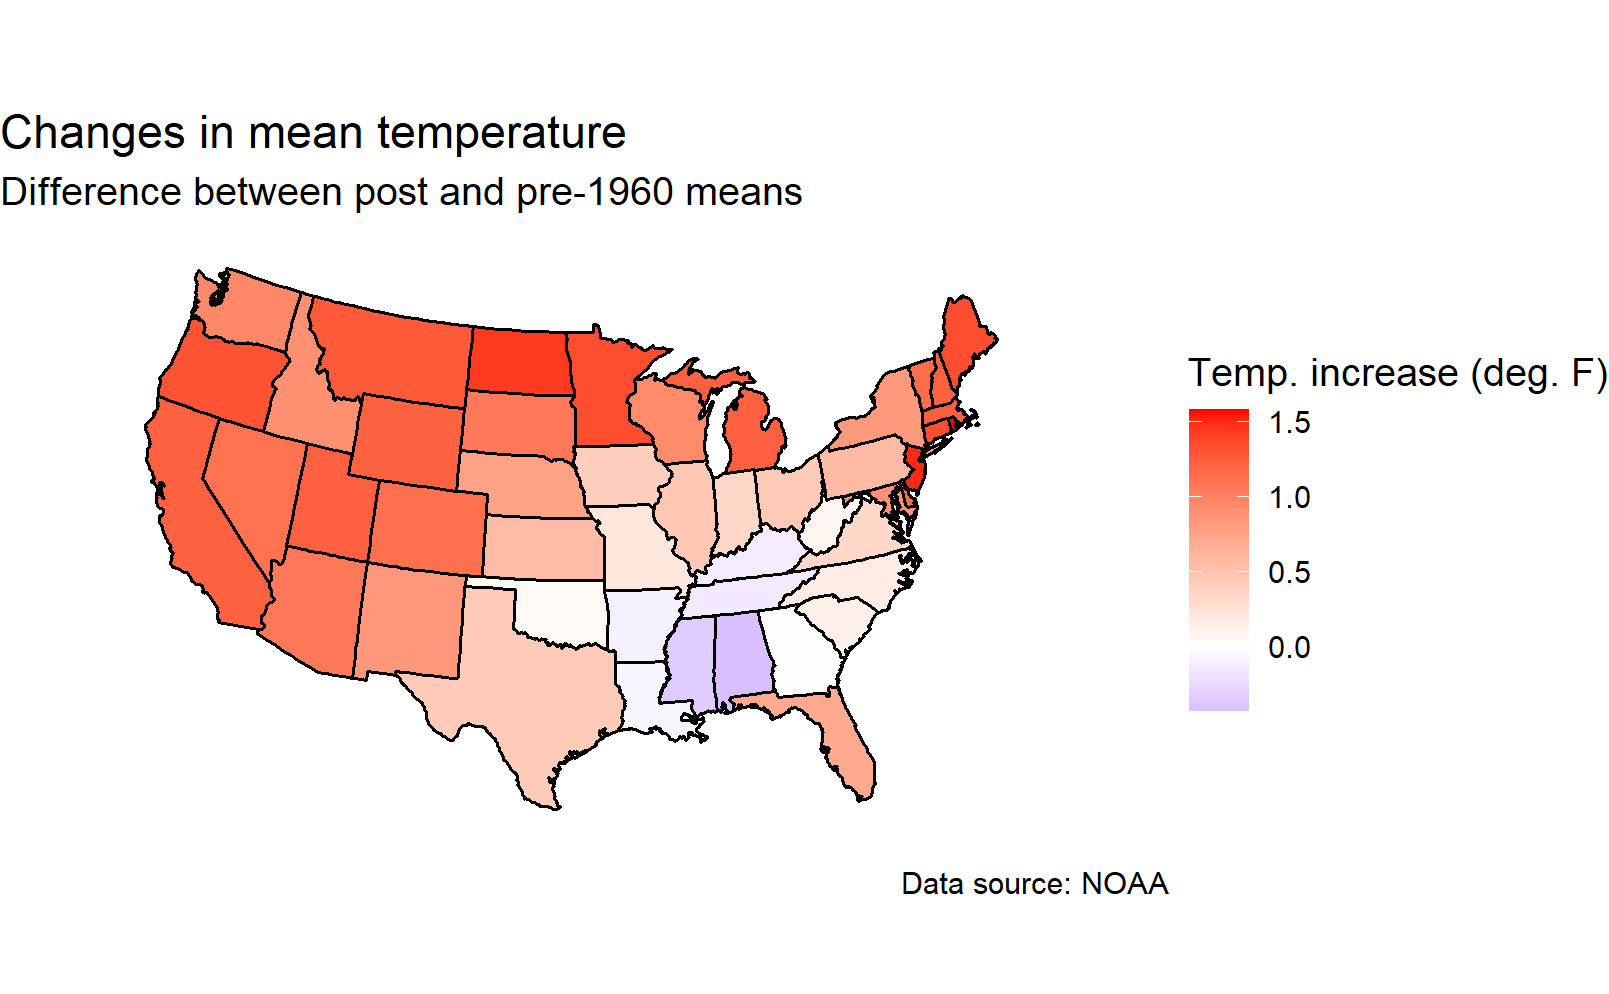 Changes in mean temperature
Difference between post and pre-1960 means
Temp. increase (deg. F)
1.5
1.0
0.5
0.0
Data source: NOAA